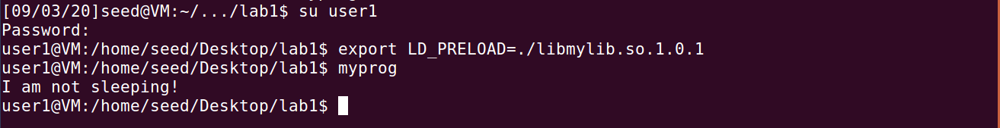 [09/03/20]seed@VM:~/.../lab1$ su user1
Password:
user1@VM:/home/seed/Desktop/lab1$ export LD_PRELOAD=./libmylib.so.1.0.1
user1@VM:/home/seed/Desktop/lab1$ myprog
I am not sleeping!
user1@VM:/home/seed/Desktop/lab1$